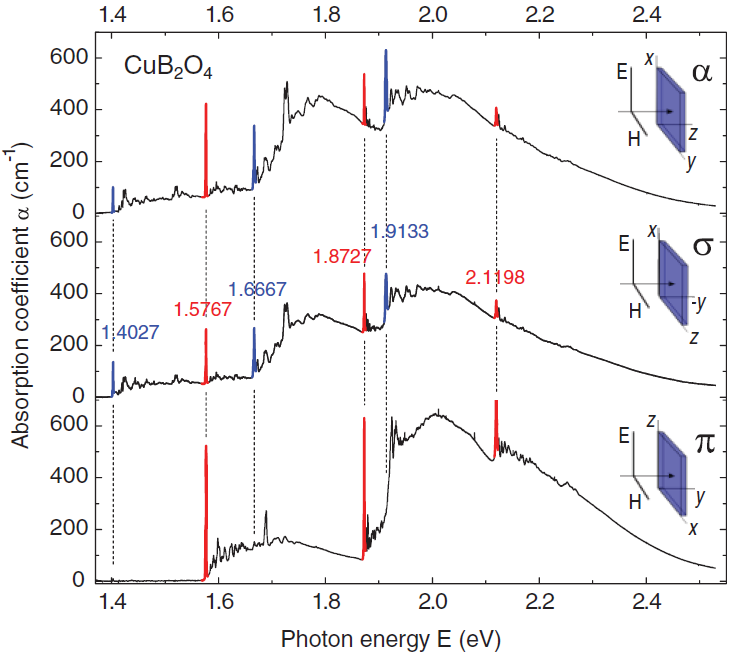 1.4 1.6 1.8 2.0 2.2 2.4
CuB₂O₄
600
400
200
0
E x α
H z
y
1.9133
1.8727
2.1198
1.6667
1.5767
1.4027
600
400
200
0
E x σ
H -y
z
600
400
200
0
E z π
H y
x
Absorption coefficient α (cm⁻¹)
1.4 1.6 1.8 2.0 2.2 2.4
Photon energy E (eV)